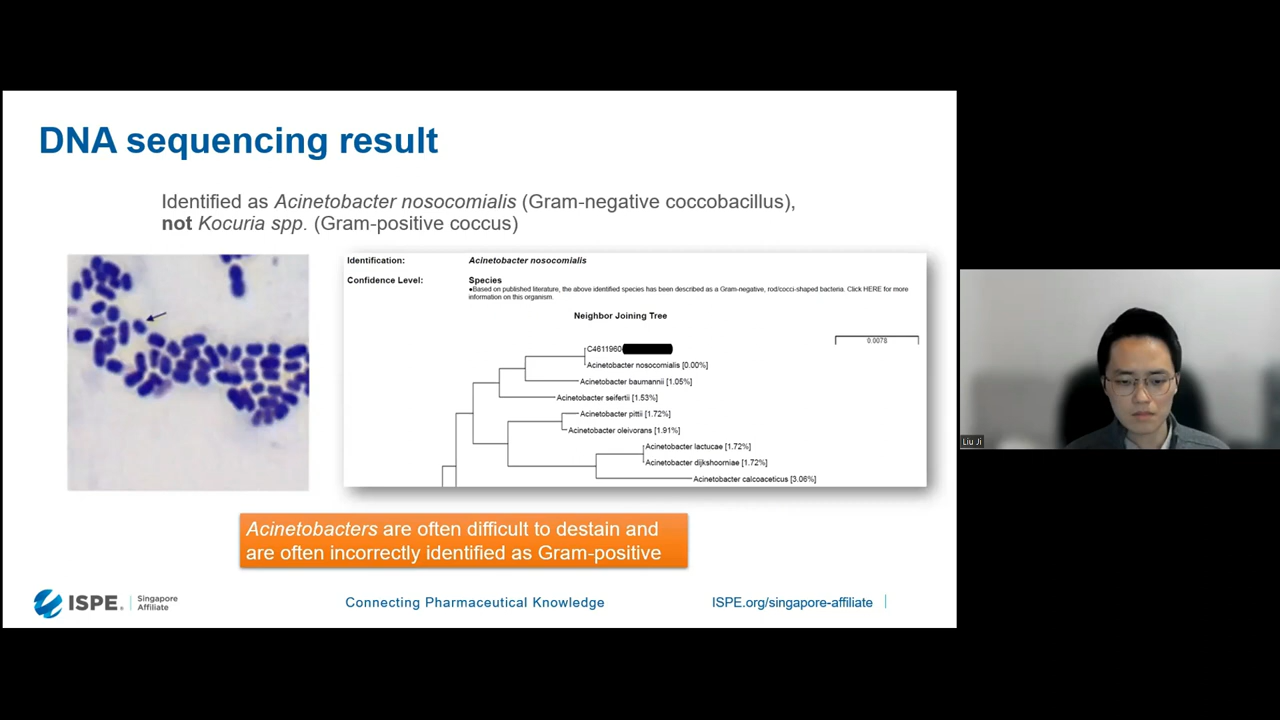 DNA sequencing result
Identified as Acinetobacter nosocomialis (Gram-negative coccobacillus),
not Kocuria spp. (Gram-positive coccus)
Identification: Acinetobacter nosocomialis
Confidence Level: Species
●Based on published literature, the above identified species has been described as a Gram-negative, rod/cocci-shaped bacteria. Click HERE for more
information on this organism.
Neighbor Joining Tree
0.0078
C4611960
Acinetobacter nosocomialis [0.00%]
Acinetobacter baumannii [1.05%]
Acinetobacter seifertii [1.53%]
Acinetobacter pittii [1.72%]
Acinetobacter oleivorans [1.91%]
Acinetobacter lactucae [1.72%]
Acinetobacter dijkshoorniae [1.72%]
Acinetobacter calcoaceticus [3.06%]
Acinetobacters are often difficult to destain and
are often incorrectly identified as Gram-positive
ISPE. Singapore
Affiliate
Connecting Pharmaceutical Knowledge
ISPE.org/singapore-affiliate
Liu Ji